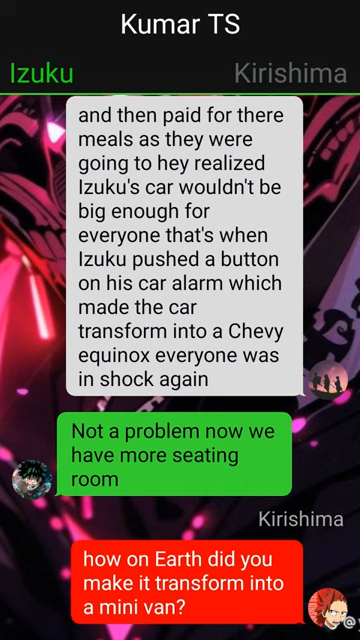 Kumar TS
Izuku
Kirishima
and then paid for there
meals as they were
going to hey realized
Izuku's car wouldn't be
big enough for
everyone that's when
Izuku pushed a button
on his car alarm which
made the car
transform into a Chevy
equinox everyone was
in shock again
Not a problem now we
have more seating
room
Kirishima
how on Earth did you
make it transform into
a mini van?
@